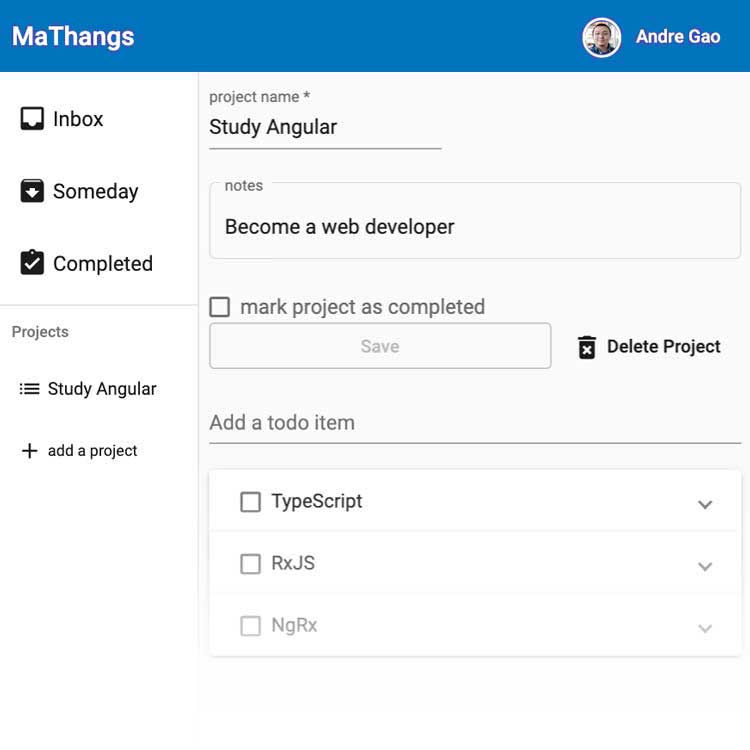 MaThangs
Andre Gao
Inbox
Someday
Completed
Projects
Study Angular
add a project
project name *
Study Angular
notes
Become a web developer
mark project as completed
Save
Delete Project
Add a todo item
TypeScript
RxJS
NgRx